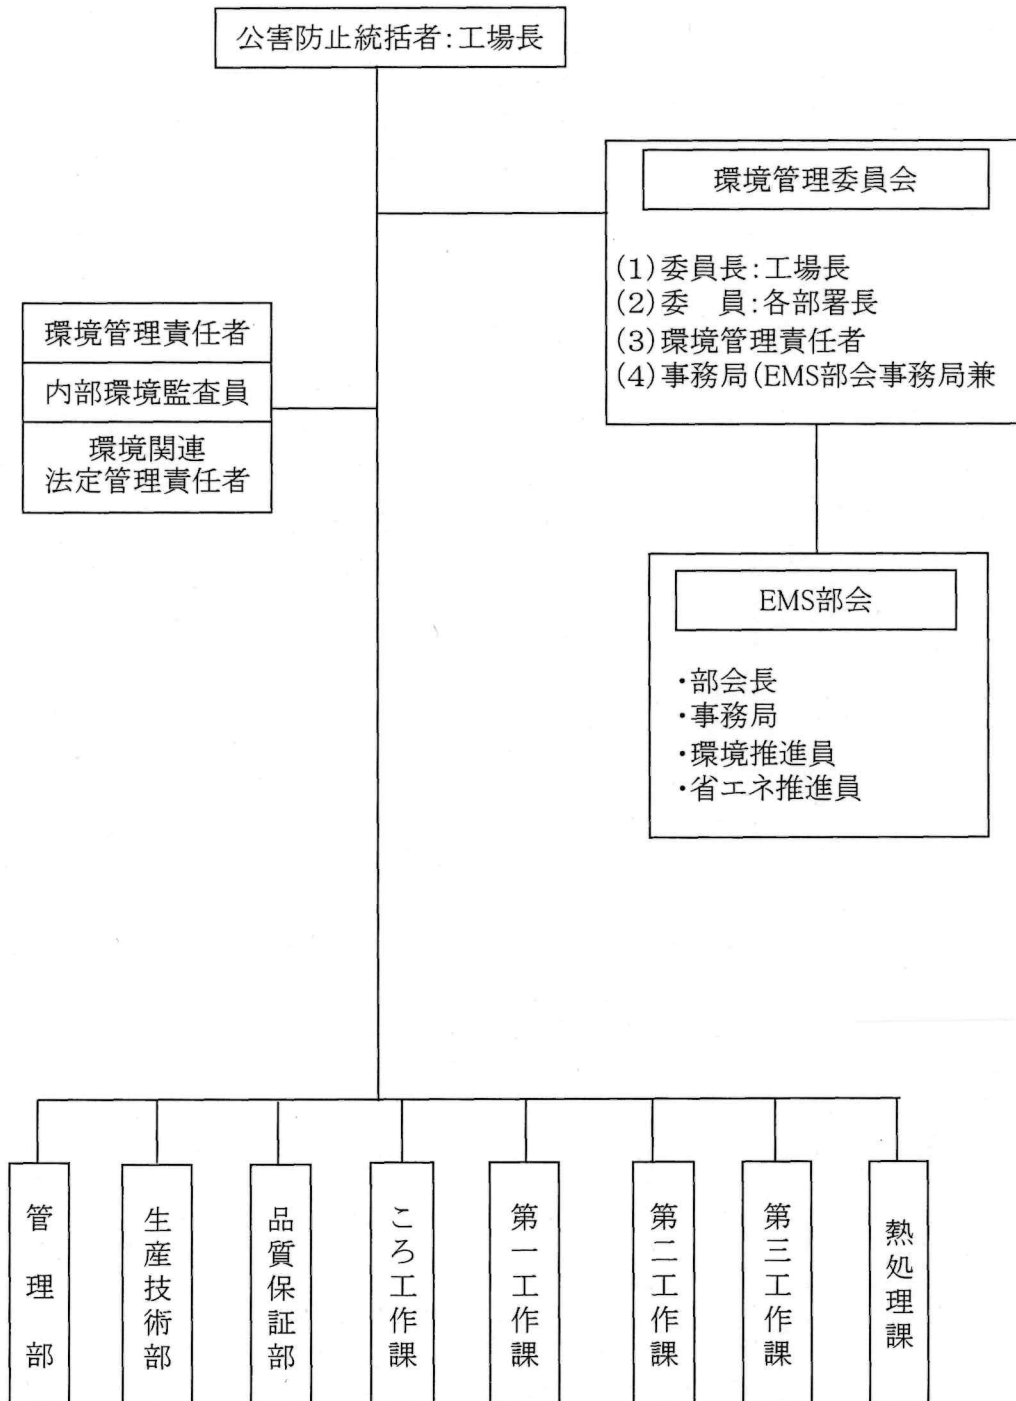 公害防止統括者:工場長
環境管理委員会
(1)委員長:工場長
(2)委　員:各部署長
(3)環境管理責任者
(4)事務局(EMS部会事務局兼
環境管理責任者
内部環境監査員
環境関連
法定管理責任者
EMS部会
・部会長
・事務局
・環境推進員
・省エネ推進員
管理部
生産技術部
品質保証部
ころ工作課
第一工作課
第二工作課
第三工作課
熱処理課